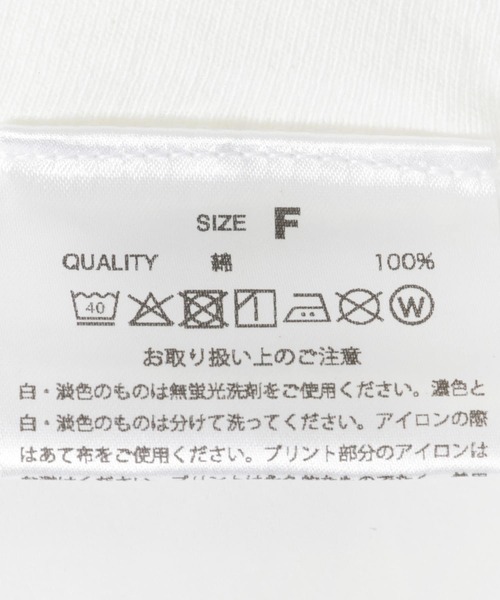 SIZE F
QUALITY 綿 100%
40 W
お取り扱い上のご注意
白・淡色のものは無蛍光洗剤をご使用ください。濃色と
白・淡色のものは分けて洗ってください。アイロンの際
はあて布をご使用ください。プリント部分のアイロンは